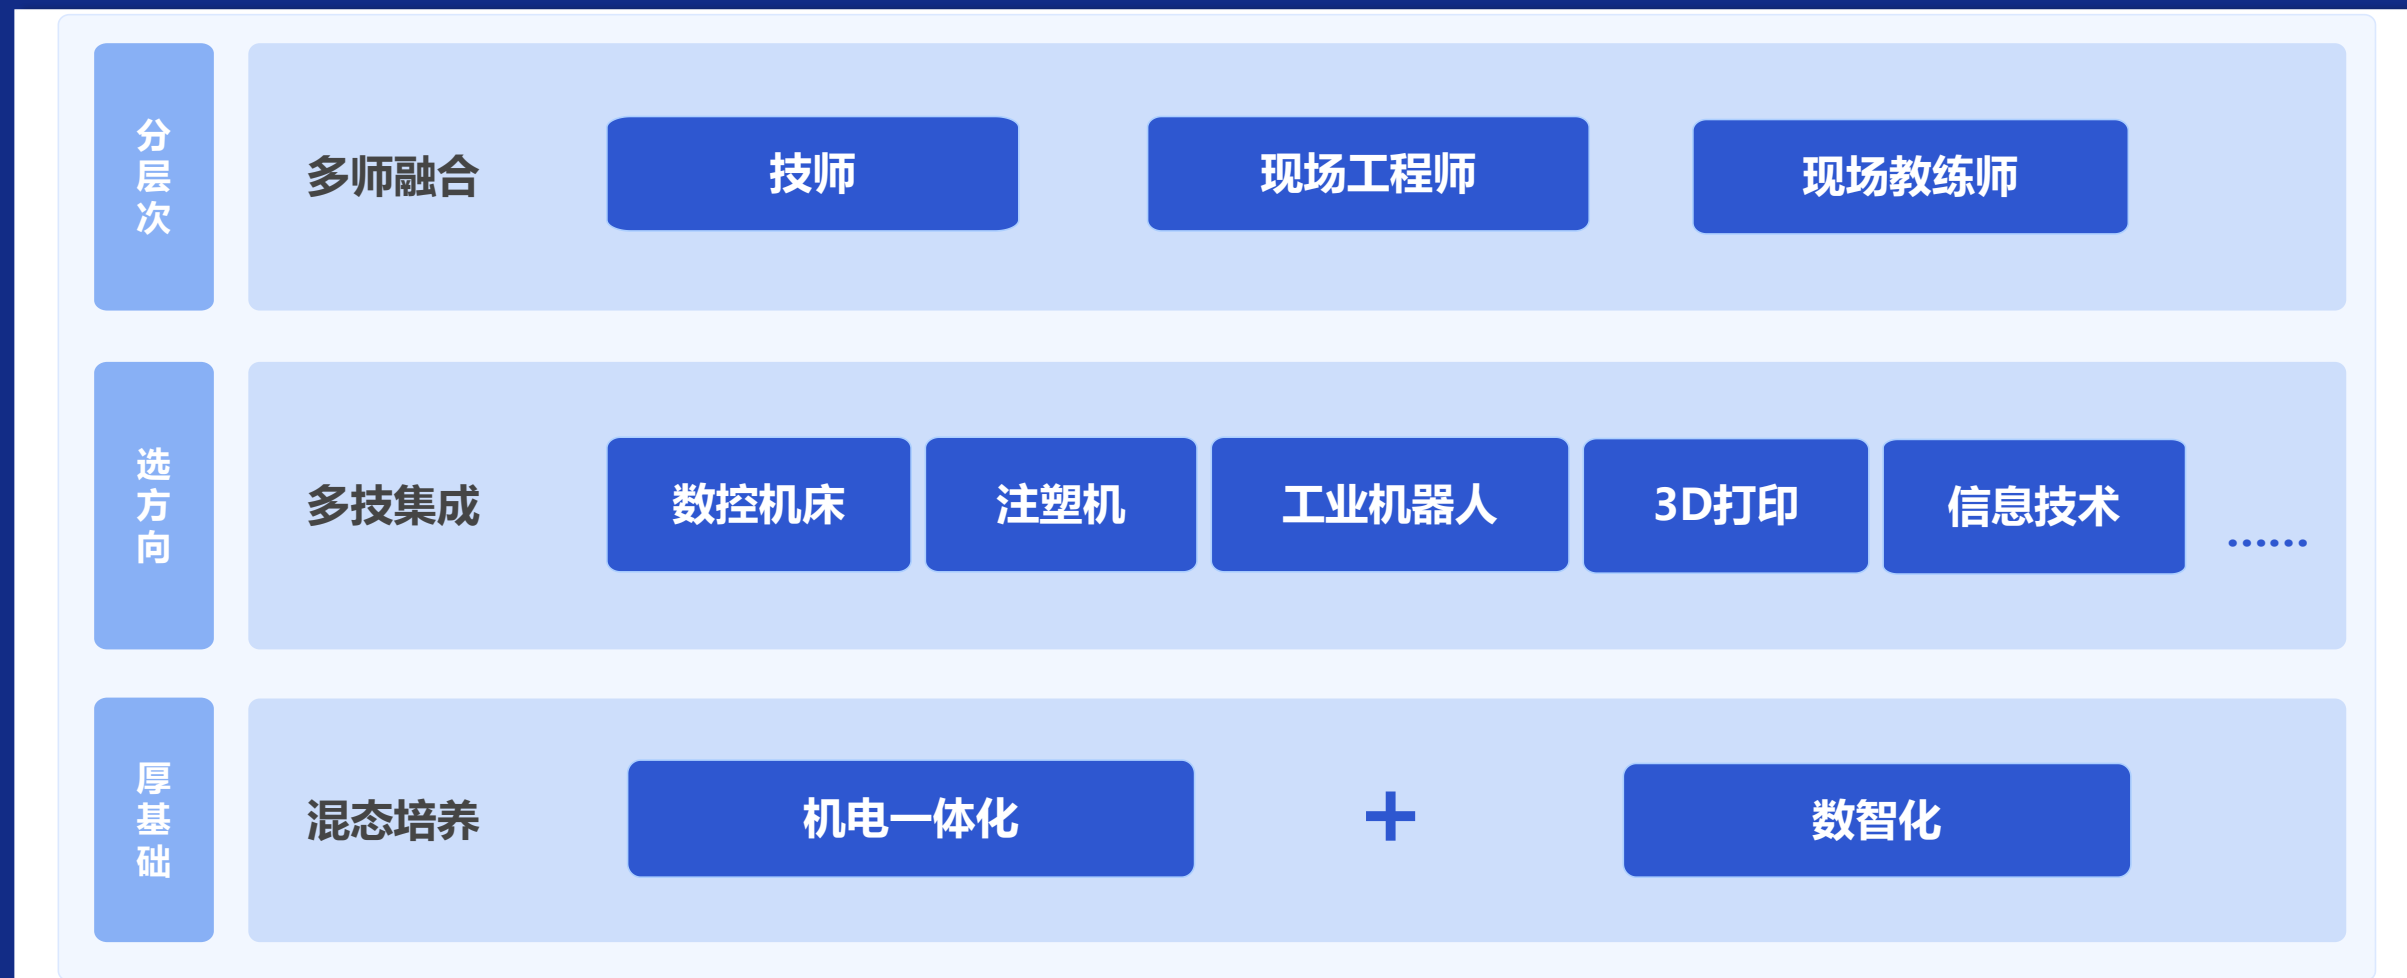 分层次
多师融合
技师
现场工程师
现场教练师
选方向
多技集成
数控机床
注塑机
工业机器人
3D打印
信息技术
……
厚基础
混态培养
机电一体化
+
数智化